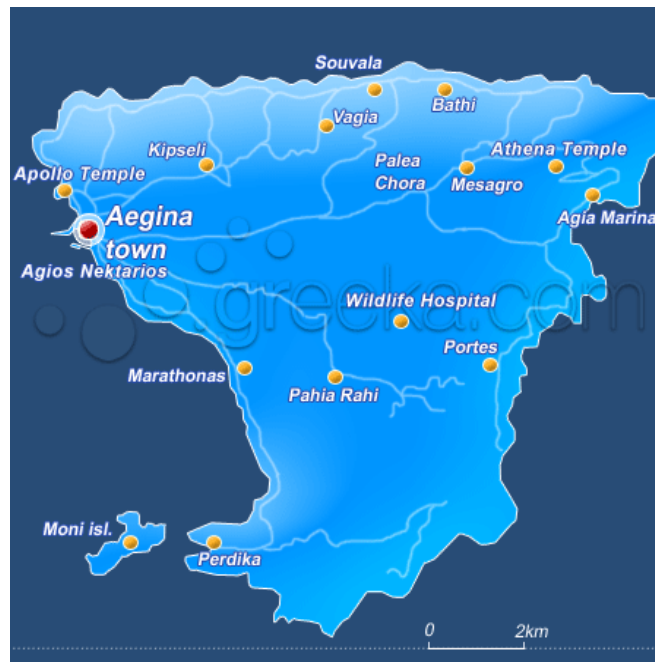 Souvala
Vagia
Bathi
Kipseli
Athena Temple
Palea
Chora
Mesagro
Apollo Temple
Agia Marina
Aegina
town
Agios Nektarios
greeka.com
Wildlife Hospital
Portes
Marathonas
Pahia Rahi
Moni isl.
Perdika
0 2km